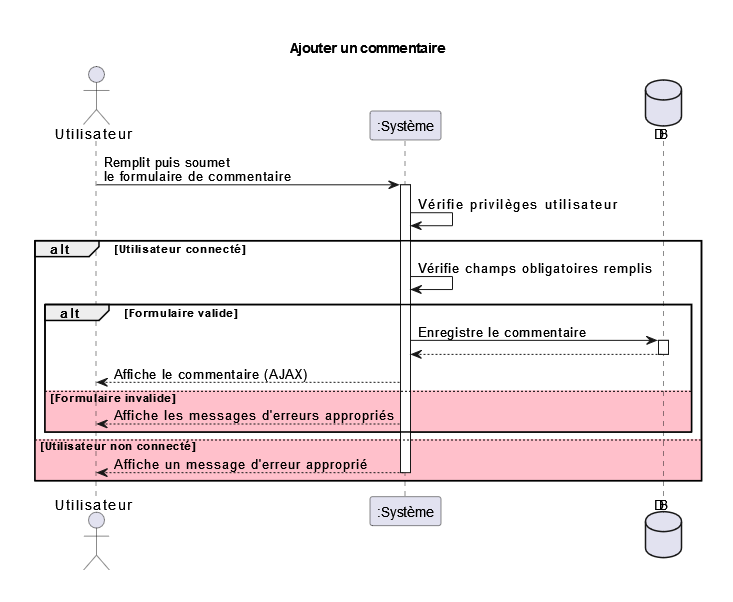 Ajouter un commentaire
Utilisateur
:Système
Remplit puis soumet
le formulaire de commentaire
Vérifie privilèges utilisateur
alt
[Utilisateur connecté]
Vérifie champs obligatoires remplis
alt
[Formulaire valide]
Enregistre le commentaire
Affiche le commentaire (AJAX)
[Formulaire invalide]
Affiche les messages d'erreurs appropriés
[Utilisateur non connecté]
Affiche un message d'erreur approprié
Utilisateur
:Système